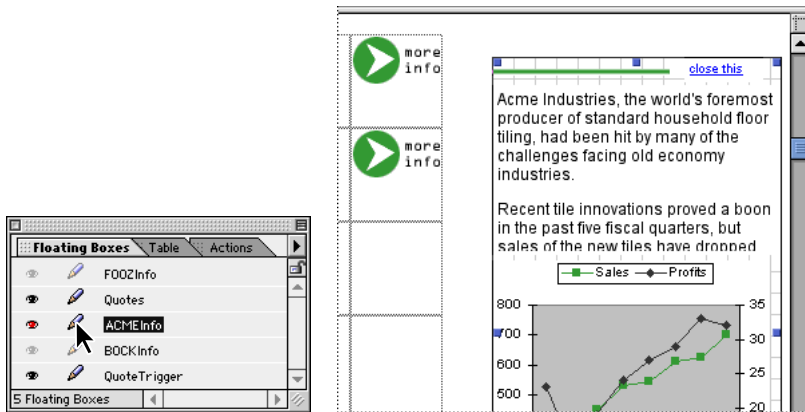 more
info
close this
Acme Industries, the world's foremost
producer of standard household floor
tiling, had been hit by many of the
challenges facing old economy
industries.
more
info
Recent tile innovations proved a boon
in the past five fiscal quarters, but
sales of the new tiles have dropped
Sales Profits
800 35
700 30
600 25
500 20
Floating Boxes Table Actions
FOOZInfo
Quotes
ACMEInfo
BOCKInfo
QuoteTrigger
5 Floating Boxes